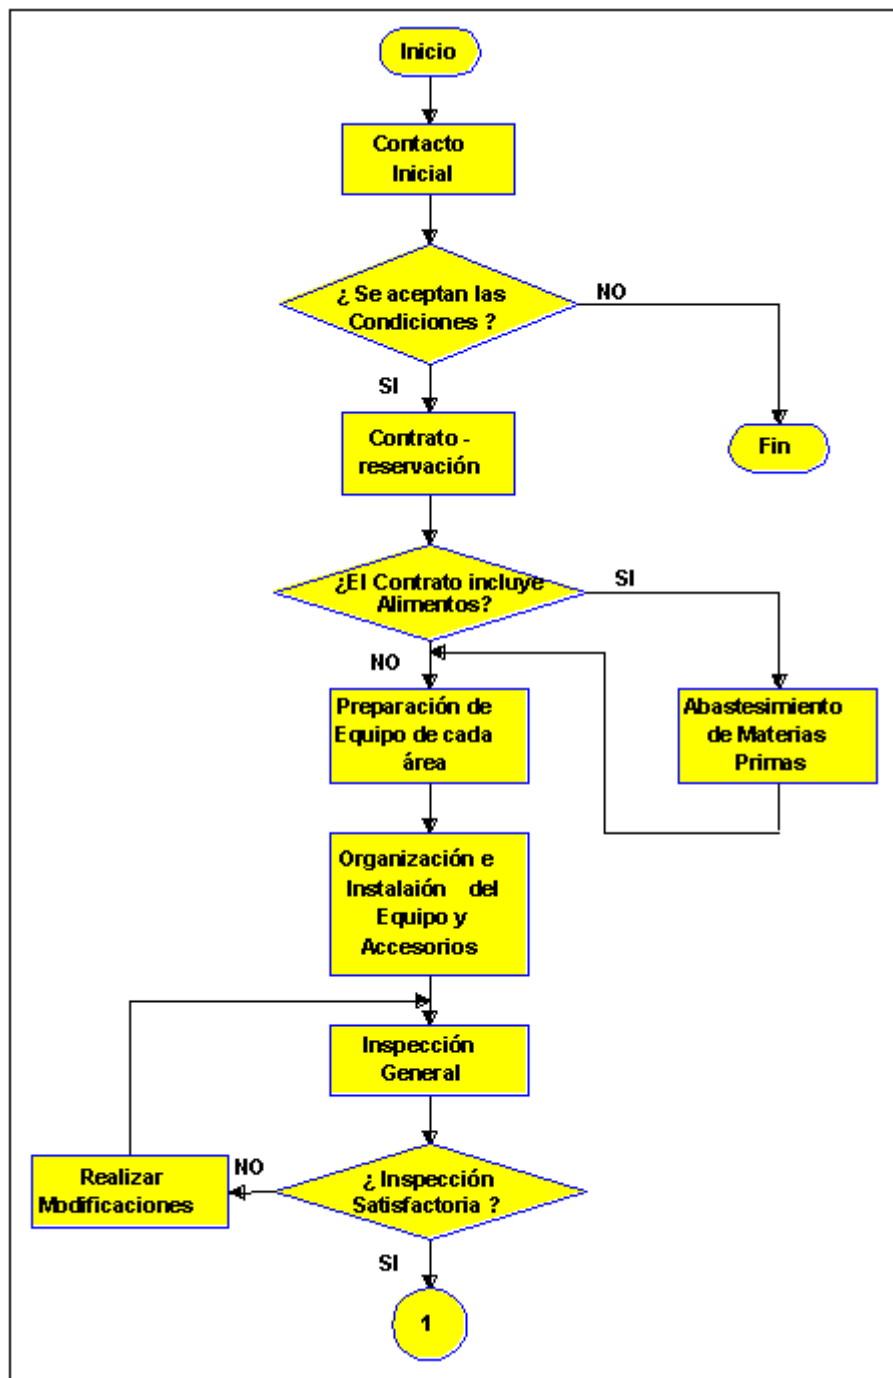 Inicio
Contacto
Inicial
¿ Se aceptan las
Condiciones ?
NO
SI
Contrato -
reservación
Fin
¿El Contrato incluye
Alimentos?
SI
NO
Preparación de
Equipo de cada
área
Abastesimiento
de Materias
Primas
Organización e
Instalaión del
Equipo y
Accesorios
Inspección
General
¿ Inspección
Satisfactoria ?
NO
Realizar
Modificaciones
SI
1